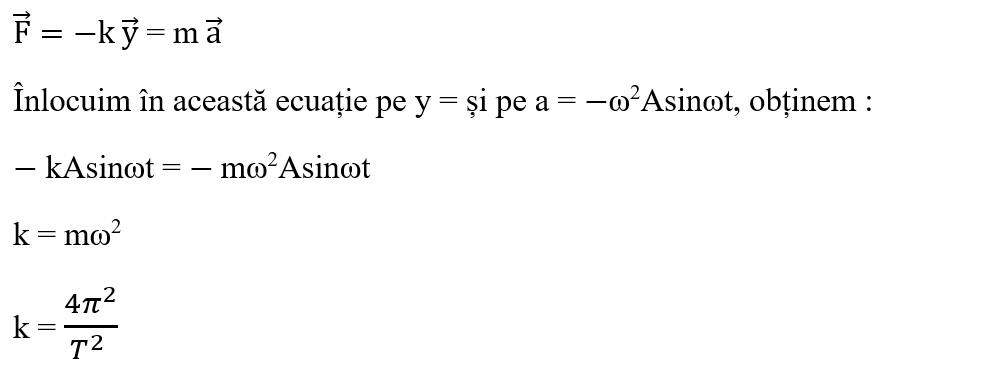 F⃗ = −k y⃗ = m a⃗
Înlocuim în această ecuație pe y = și pe a = −ω²Asinωt, obținem :
− kAsinωt = − mω²Asinωt
k = mω²
k = 4π²/T²